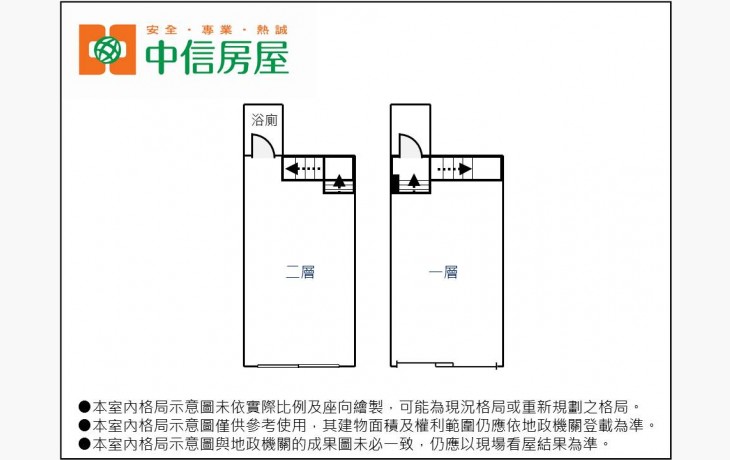 安全・專業・熱誠
中信房屋
浴廁
二層
一層
●本室內格局示意圖未依實際比例及座向繪製，可能為現況格局或重新規劃之格局。
●本室內格局示意圖僅供參考使用，其建物面積及權利範圍仍應依地政機關登載為準。
●本室內格局示意圖與地政機關的成果圖未必一致，仍應以現場看屋結果為準。